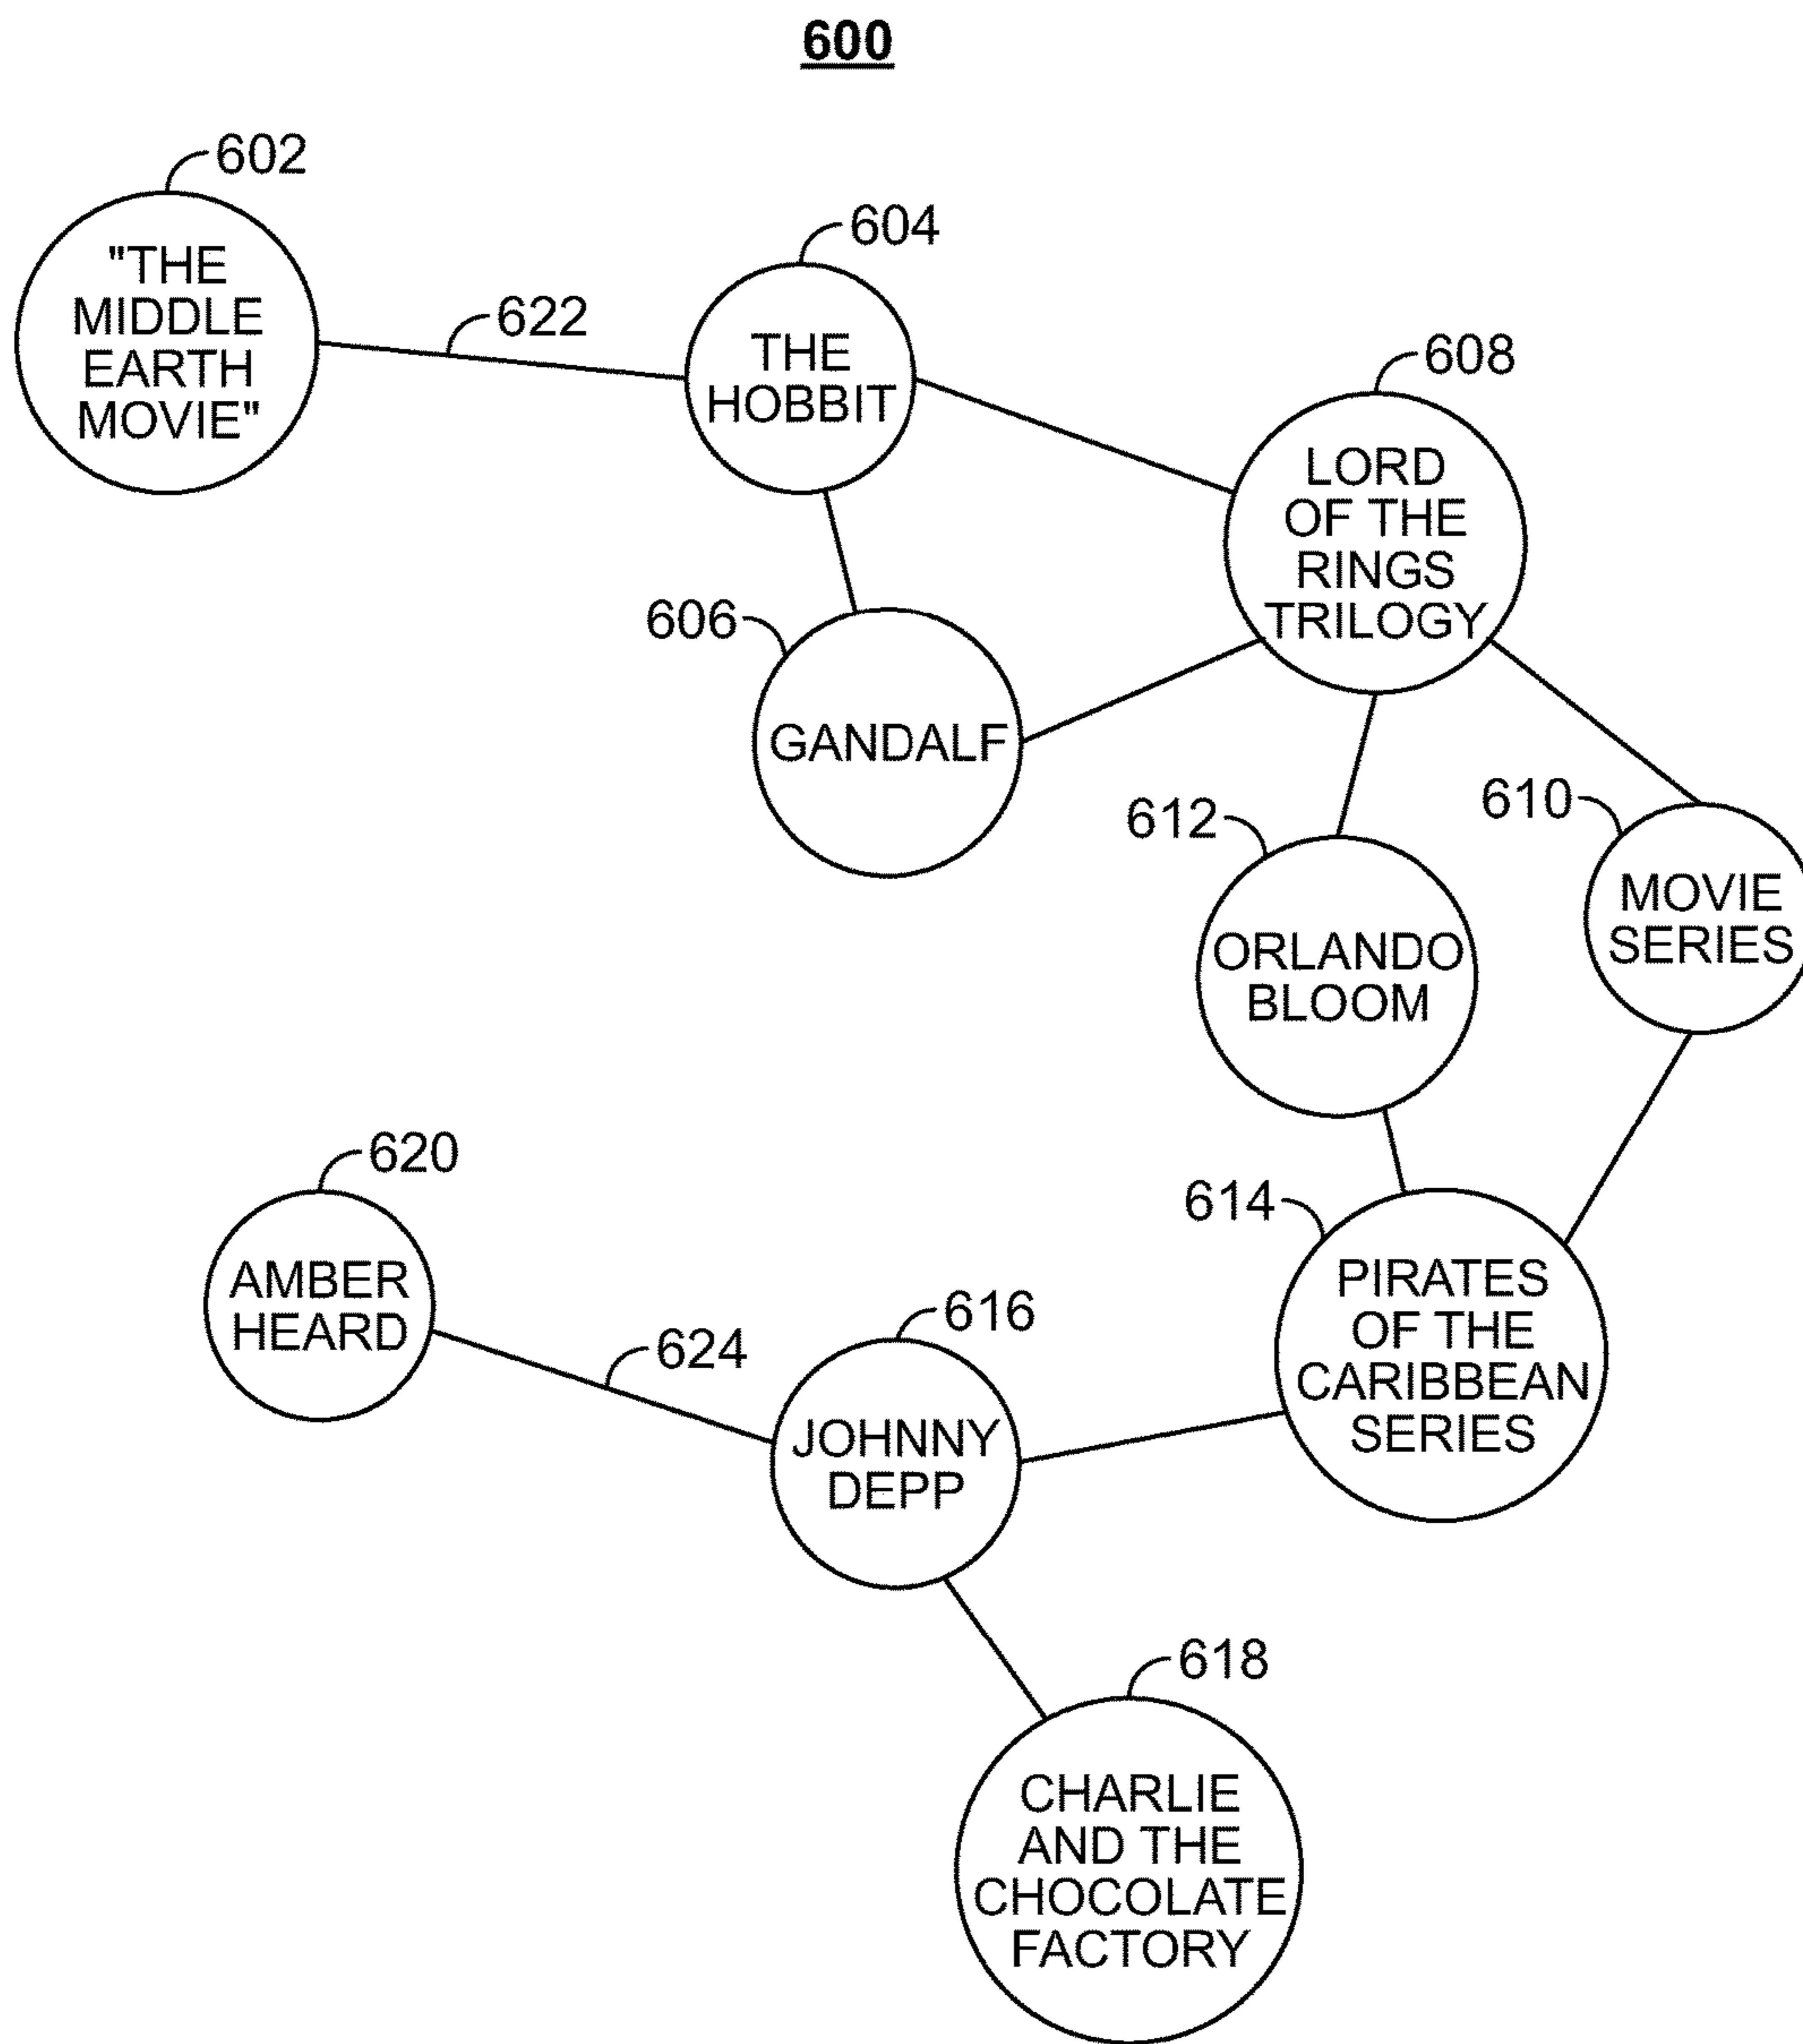 600
602
"THE
MIDDLE
EARTH
MOVIE"
622
604
THE
HOBBIT
608
LORD
OF THE
RINGS
TRILOGY
606
GANDALF
612
ORLANDO
BLOOM
610
MOVIE
SERIES
620
AMBER
HEARD
624
616
JOHNNY
DEPP
614
PIRATES
OF THE
CARIBBEAN
SERIES
618
CHARLIE
AND THE
CHOCOLATE
FACTORY